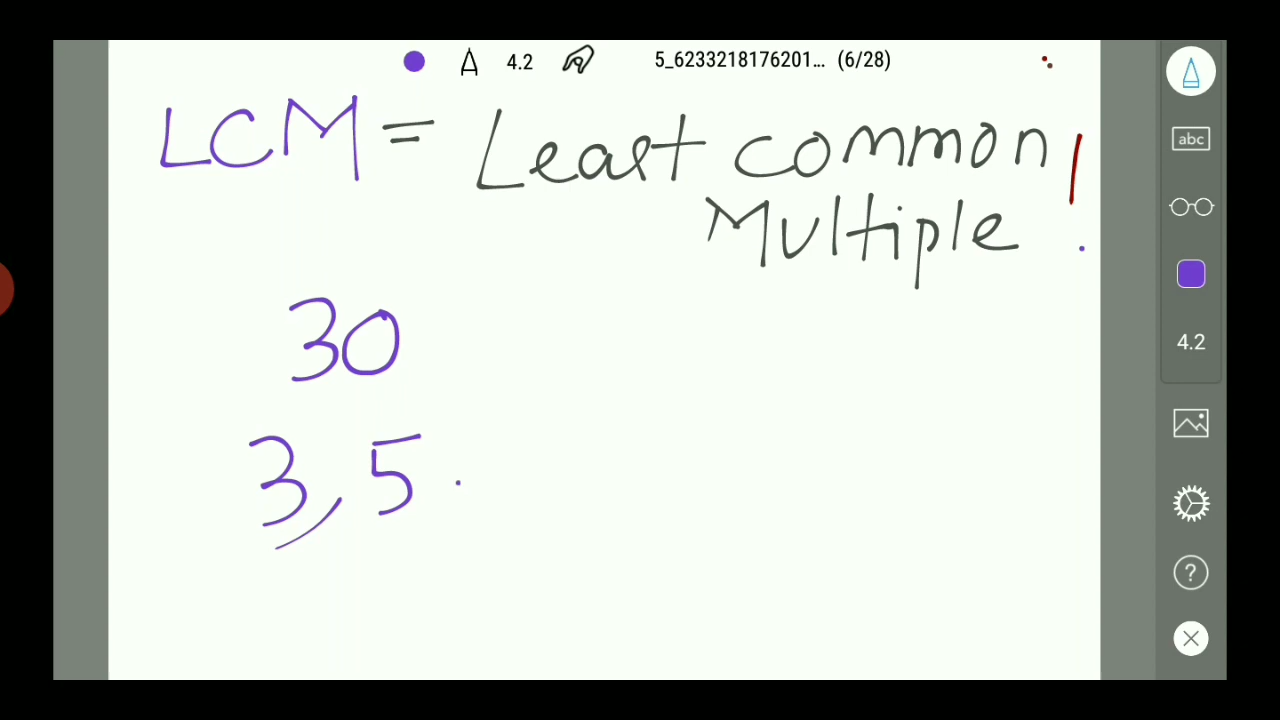 4.2 5_6233218176201... (6/28)
LCM = Least common
Multiple
abc
30
4.2
3, 5
?